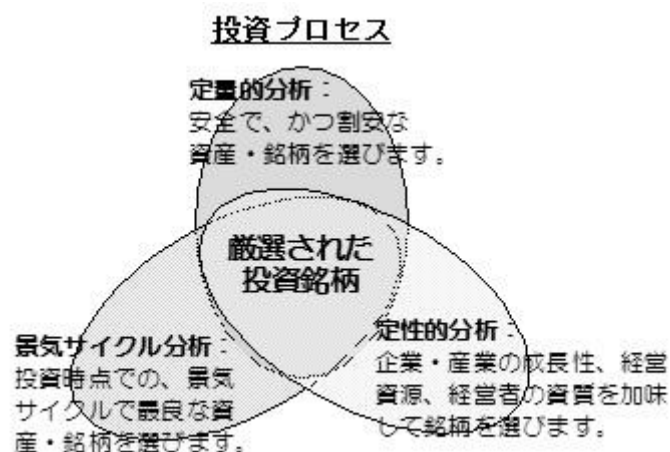 投資プロセス
定量的分析：
安全で、かつ割安な
資産・銘柄を選びます。
厳選された
投資銘柄
景気サイクル分析：
投資時点での、景気
サイクルで最良な資
産・銘柄を選びます。
定性的分析：
企業・産業の成長性、経営
資源、経営者の資質を加味
して銘柄を選びます。